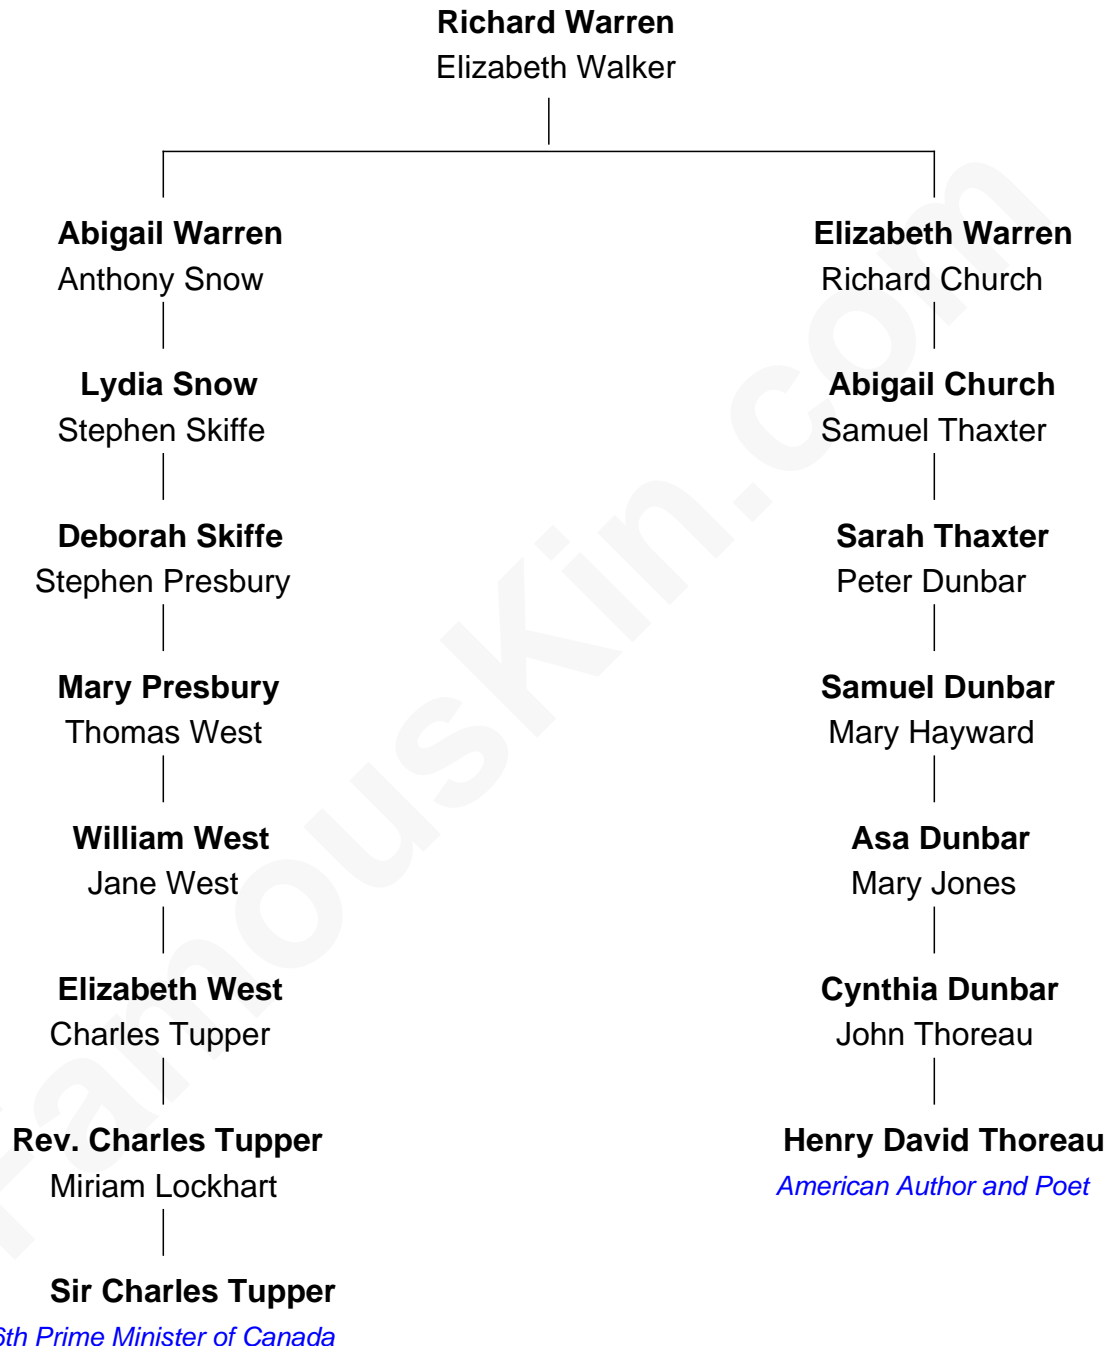 Richard Warren
Elizabeth Walker
Abigail Warren
Anthony Snow
Elizabeth Warren
Richard Church
Lydia Snow
Stephen Skiffe
Abigail Church
Samuel Thaxter
Deborah Skiffe
Stephen Presbury
Sarah Thaxter
Peter Dunbar
Mary Presbury
Thomas West
Samuel Dunbar
Mary Hayward
William West
Jane West
Asa Dunbar
Mary Jones
Elizabeth West
Charles Tupper
Cynthia Dunbar
John Thoreau
Rev. Charles Tupper
Miriam Lockhart
Henry David Thoreau
American Author and Poet
Sir Charles Tupper
6th Prime Minister of Canada
FamousKin.com